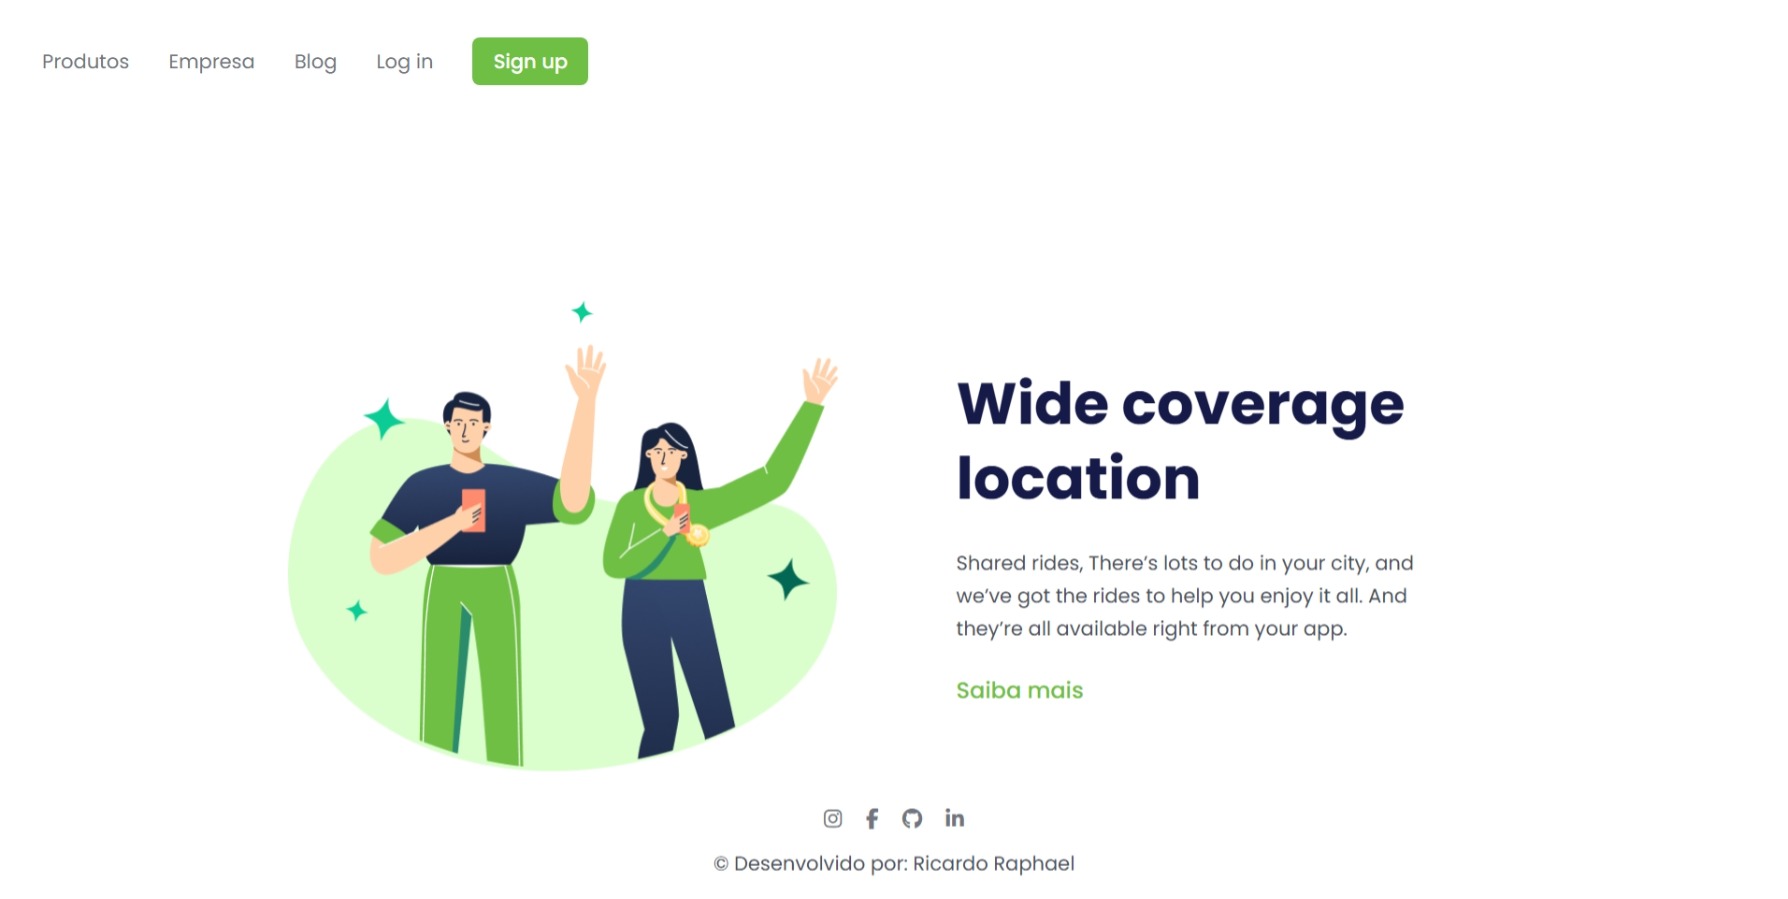 Produtos Empresa Blog Log in Sign up
Wide coverage
location
Shared rides, There’s lots to do in your city, and
we’ve got the rides to help you enjoy it all. And
they’re all available right from your app.
Saiba mais
© Desenvolvido por: Ricardo Raphael